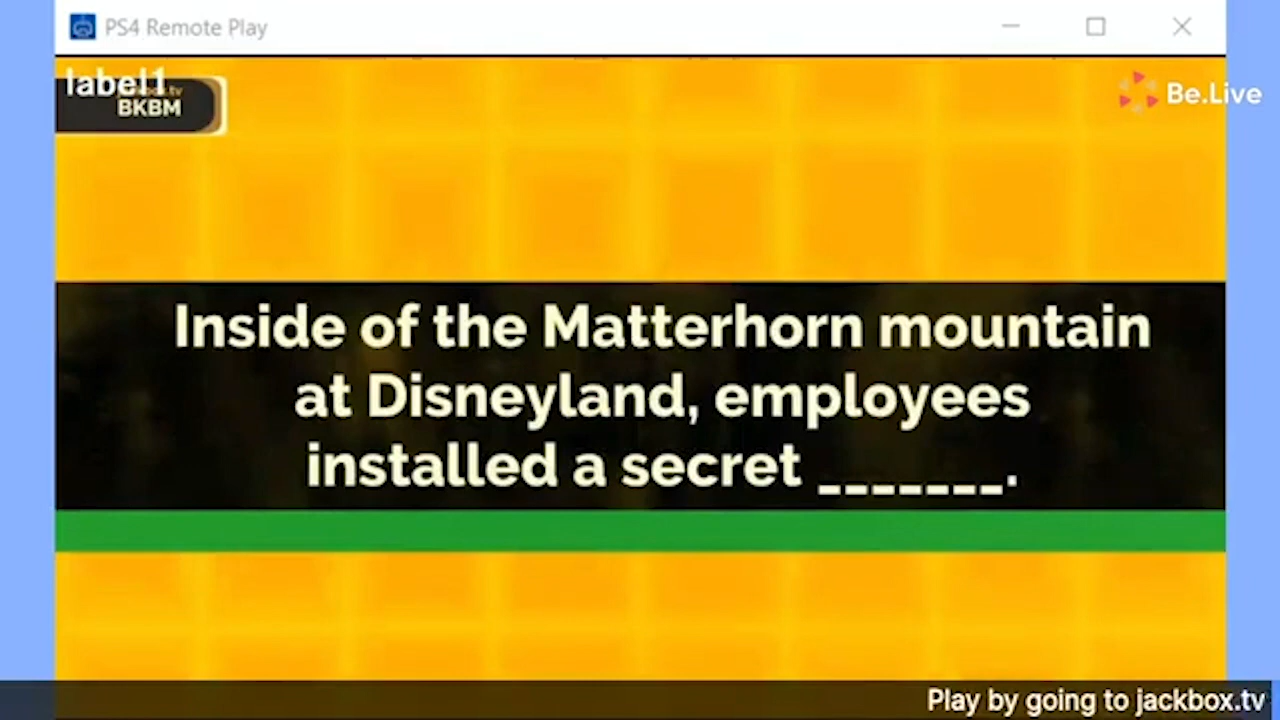 PS4 Remote Play
label1
BKBM
Be.Live
Inside of the Matterhorn mountain
at Disneyland, employees
installed a secret _______.
Play by going to jackbox.tv